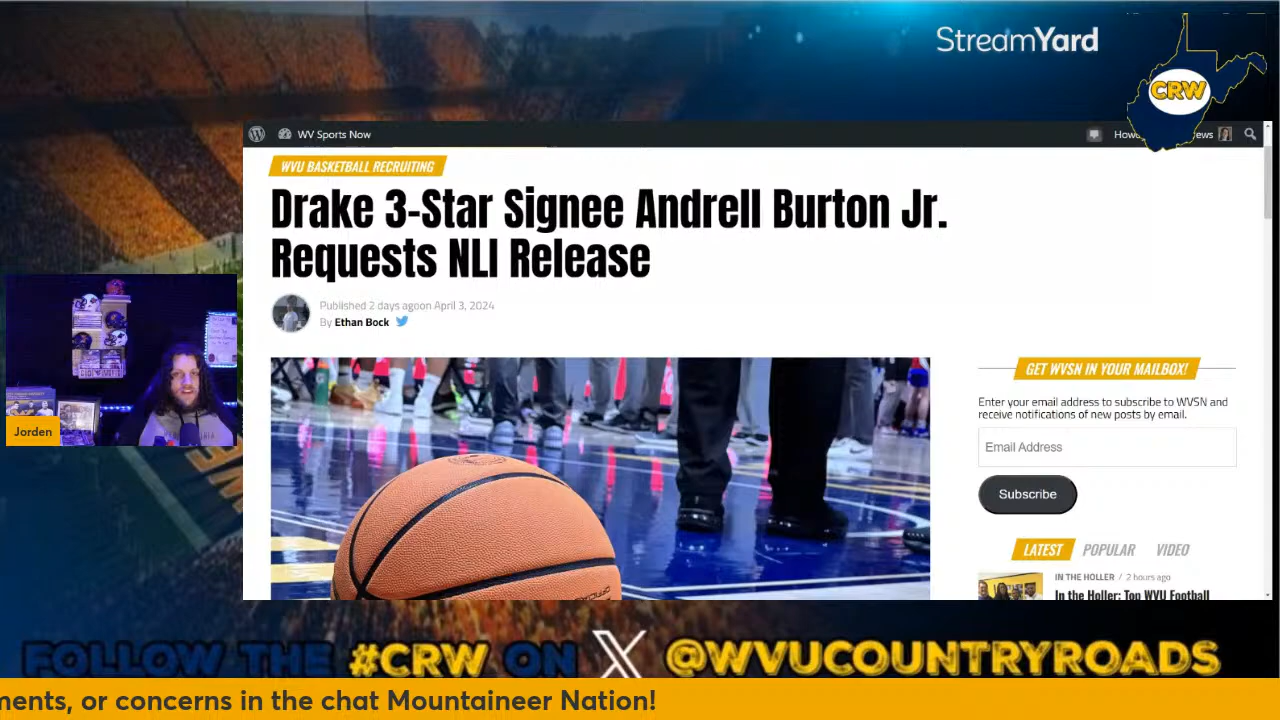 StreamYard
CRW
WV Sports Now
WVU BASKETBALL RECRUITING
Drake 3-Star Signee Andrell Burton Jr.
Requests NLI Release
Published 2 days agoon April 3, 2024
By Ethan Bock
GET WVSN IN YOUR MAILBOX!
Enter your email address to subscribe to WVSN and
receive notifications of new posts by email.
Email Address
Subscribe
LATEST POPULAR VIDEO
IN THE HOLLER / 2 hours ago
In the Holler: Top WVU Football
Jorden
FOLLOW THE #CRW ON X @WVUCOUNTRYROADS
ments, or concerns in the chat Mountaineer Nation!